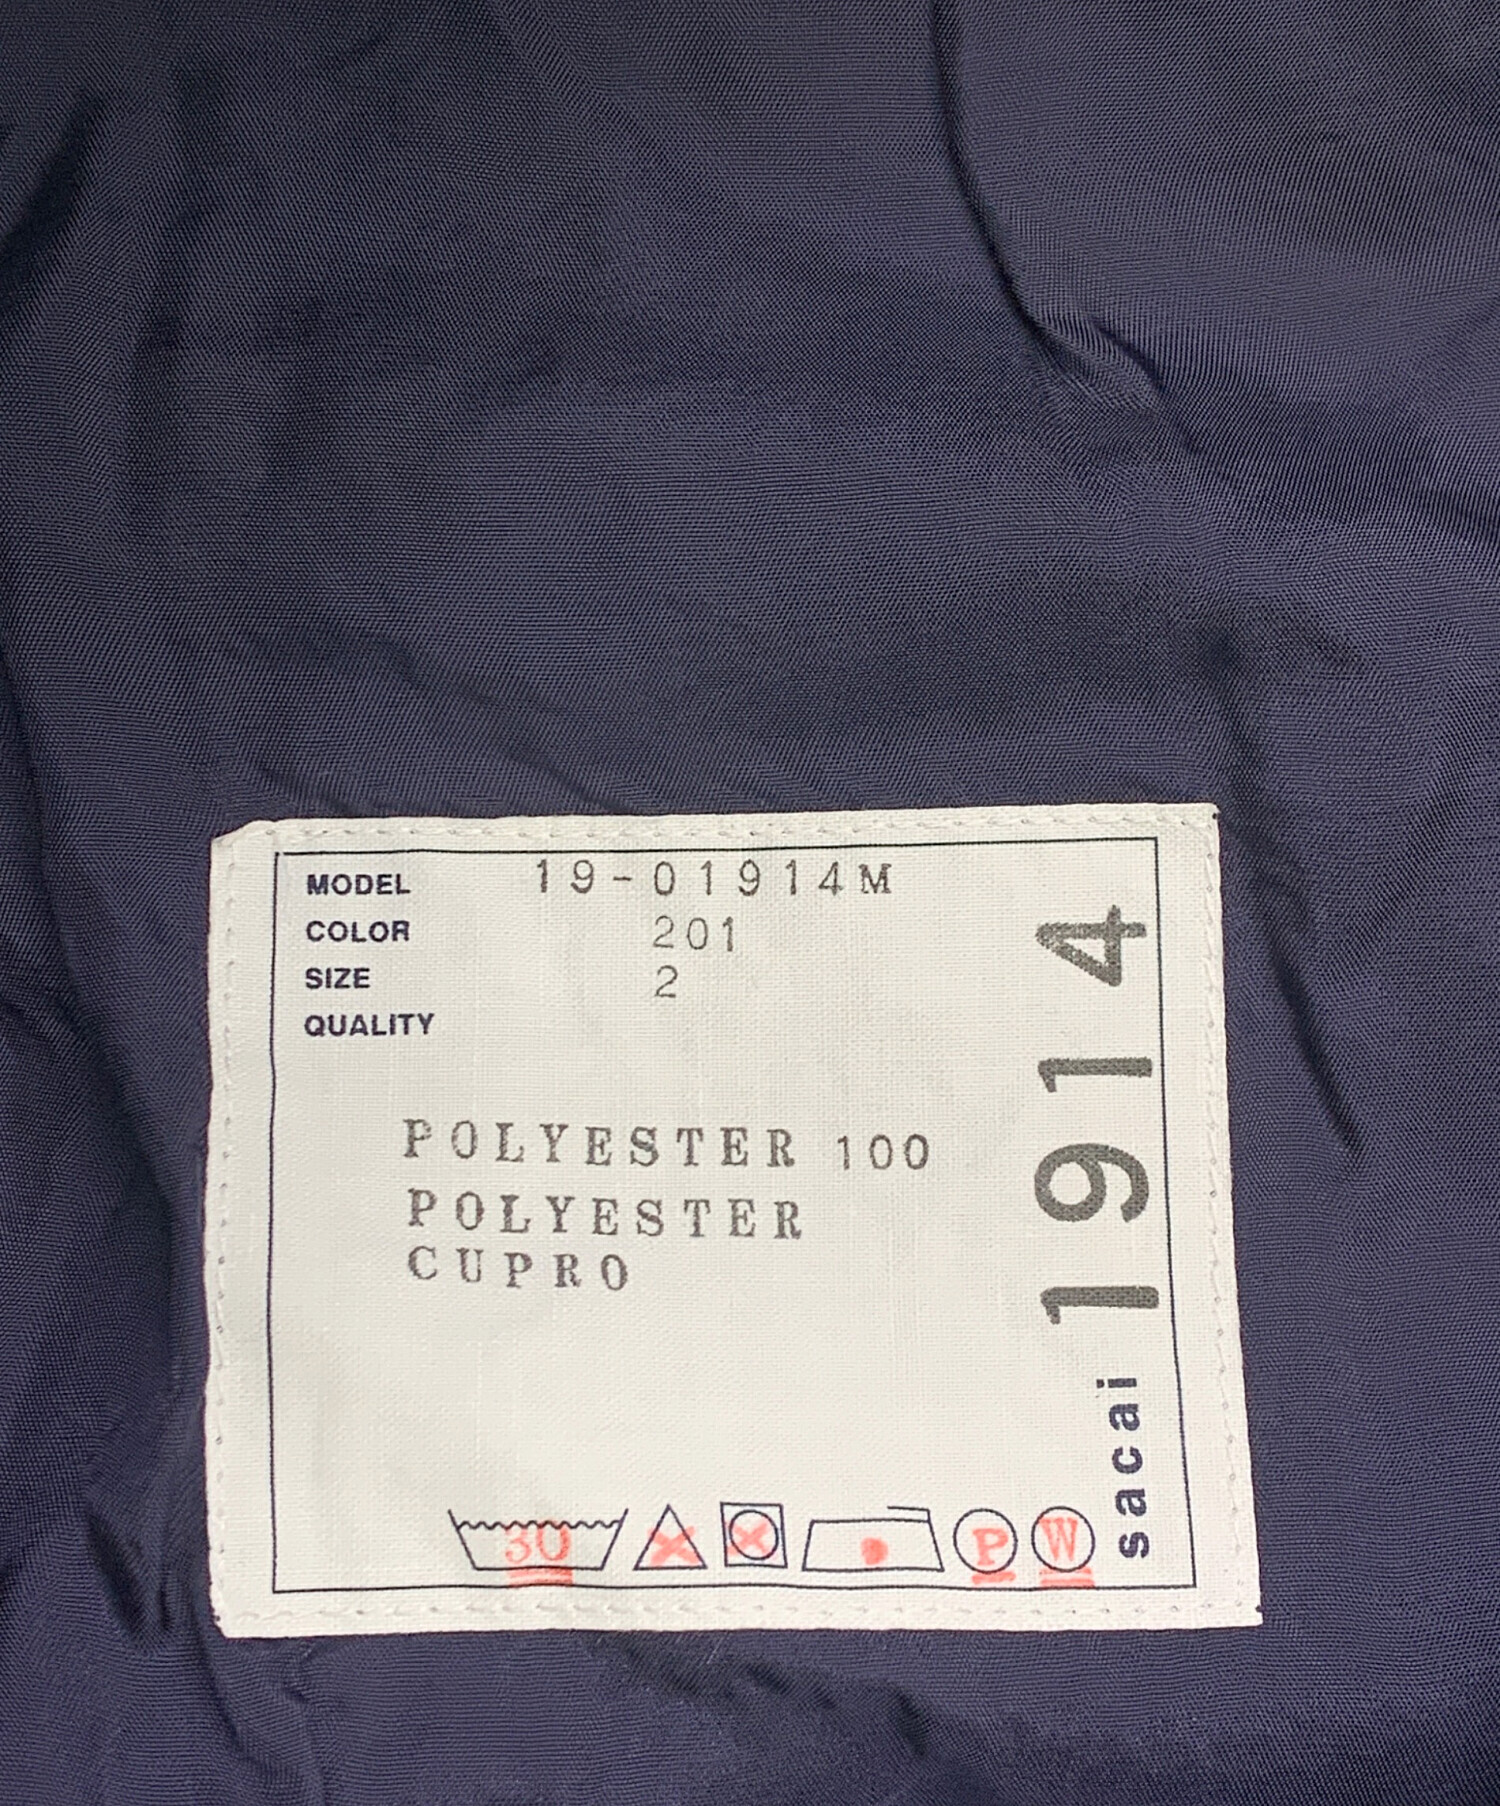 MODEL 19-01914M
COLOR 201
SIZE 2
QUALITY
POLYESTER 100
POLYESTER
CUPRO
30
P
W
sacai 1914